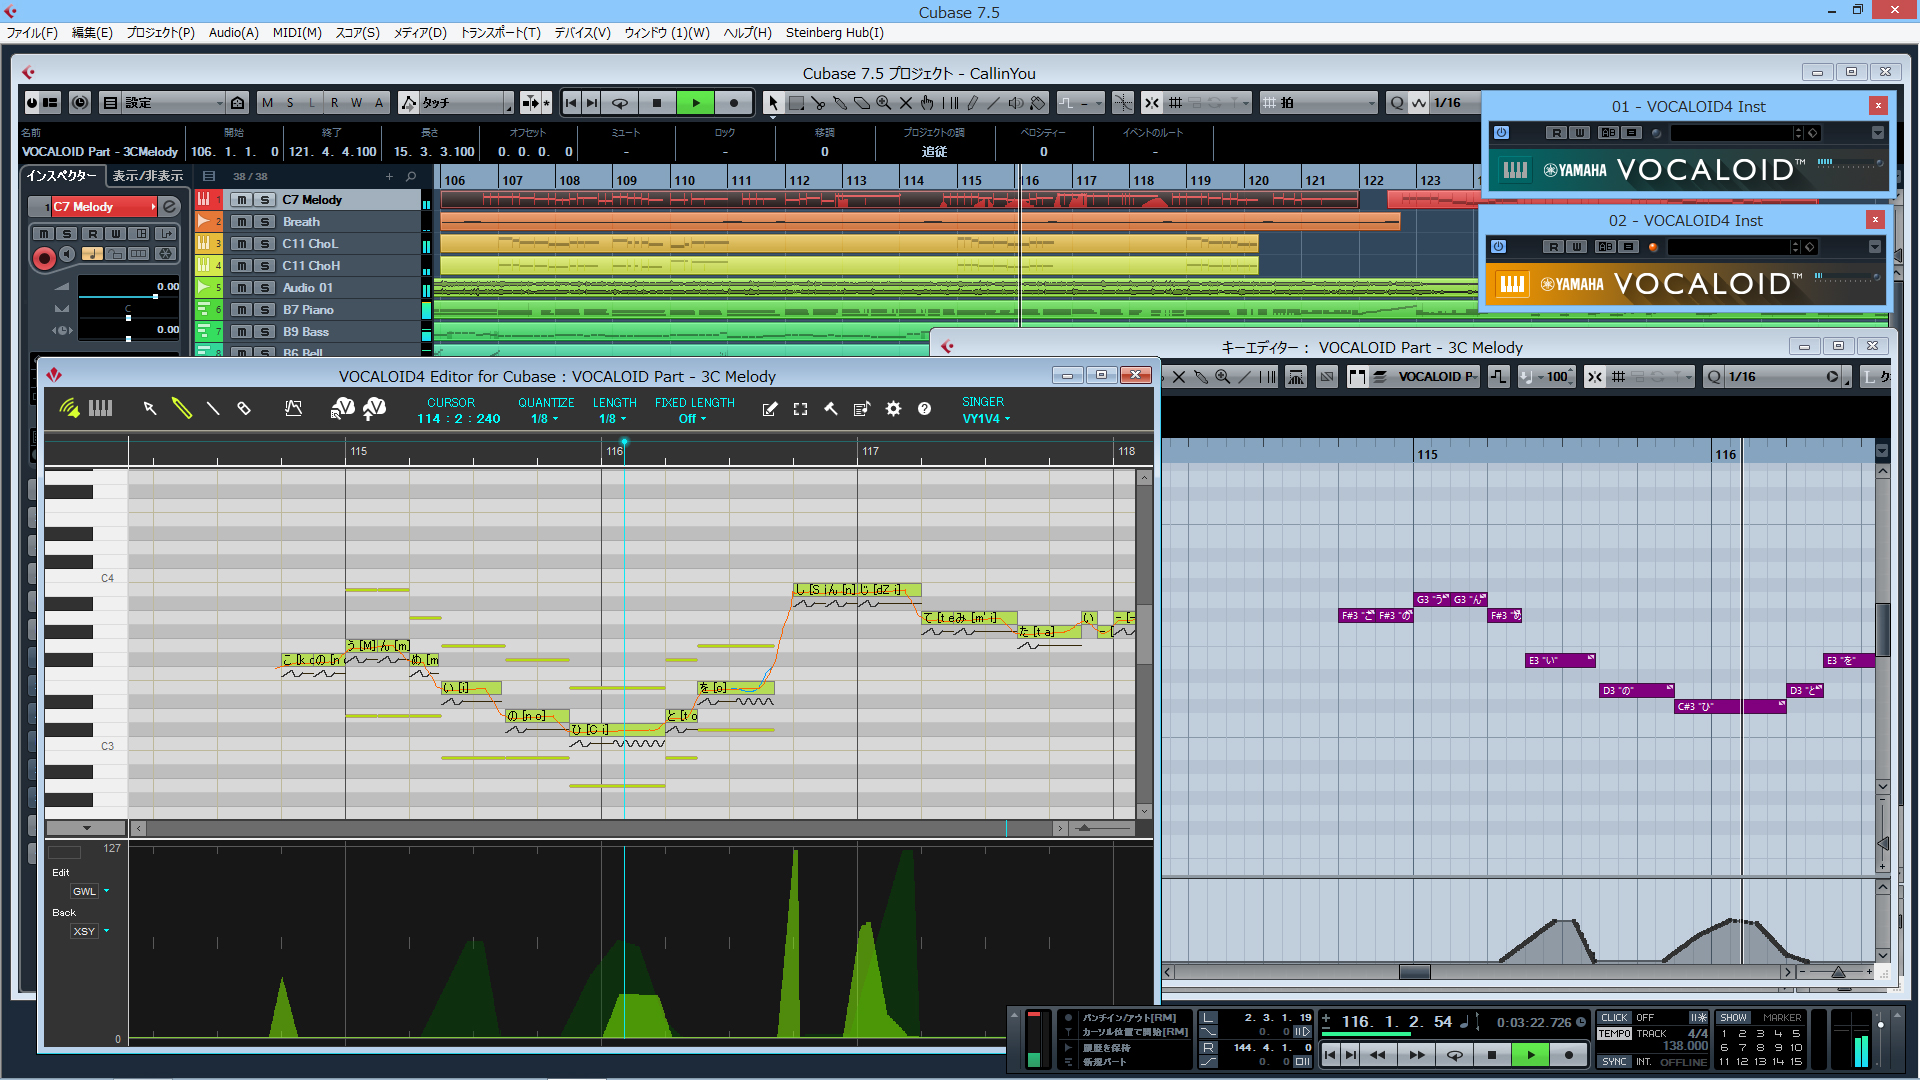 Cubase 7.5
ファイル(F) 編集(E) プロジェクト(P) Audio(A) MIDI(M) スコア(S) メディア(D) トランスポート(T) デバイス(V) ウィンドウ (1)(W) ヘルプ(H) Steinberg Hub(I)
Cubase 7.5 プロジェクト - CallinYou
設定 M S L R W A タッチ 拍 Q 1/16
名前 開始 終了 長さ オフセット ミュート ロック 移調 プロジェクトの調 ベロシティー イベントのルート
VOCALOID Part - 3CMelody 106. 1. 1. 0 121. 4. 4.100 15. 3. 3.100 0. 0. 0. 0 - - 0 追従 0 -
インスペクター 表示/非表示 38 / 38
106 107 108 109 110 111 112 113 114 115 116 117 118 119 120 121 122 123
1 C7 Melody
1 m S C7 Melody
2 m S Breath
3 m S C11 ChoL
4 m S C11 ChoH
5 m S Audio 01
6 m S B7 Piano
7 m S B9 Bass
8 m S B6 Bell
m S R W
0.00
C
0.00
01 - VOCALOID4 Inst
R W
YAMAHA VOCALOID™
02 - VOCALOID4 Inst
R W
YAMAHA VOCALOID™
キーエディター： VOCALOID Part - 3C Melody
VOCALOID P 100 Q 1/16 L
115 116
G3 "う" G3 "ん"
F#3 "こ" F#3 "の" F#3 "め"
E3 "い" E3 "を"
D3 "の" D3 "と"
C#3 "ひ"
VOCALOID4 Editor for Cubase : VOCALOID Part - 3C Melody
CURSOR QUANTIZE LENGTH FIXED LENGTH SINGER
114 : 2 : 240 1/8 1/8 Off VY1V4
115 116 117 118
C4
し [S i ん [n] じ [dZ i]
て [t e み [m' i] い
た [t a]
う [M] ん [m]
こ [k o の [n め [m
い [i] を [o]
の [n o] と [t o
ひ [C i]
C3
127
Edit
GWL
Back
XSY
0
パンチイン/アウト[RM]
カーソル位置で開始[RM]
履歴を保持
新規パート
L 2. 3. 1. 19
0. 0
R 144. 4. 1. 0
0. 0
116. 1. 2. 54 0:03:22.726
CLICK OFF
TEMPO TRACK 4/4
138.000
SYNC INT. OFFLINE
SHOW MARKER
1 2 3 4 5
6 7 8 9 10
11 12 13 14 15